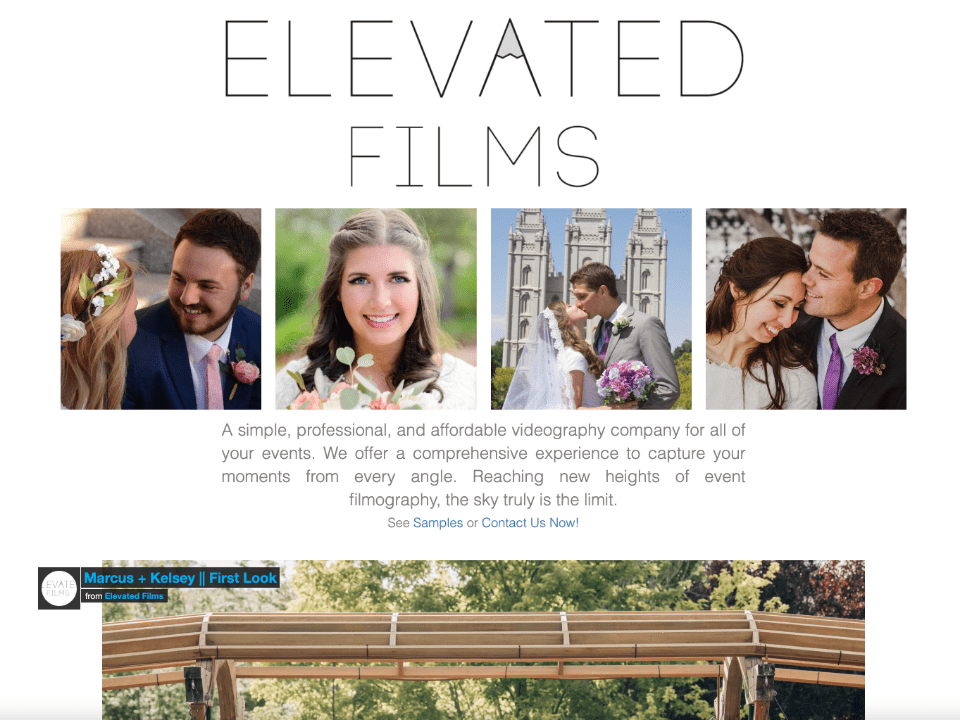 ELEVATED
FILMS
A simple, professional, and affordable videography company for all of
your events. We offer a comprehensive experience to capture your
moments from every angle. Reaching new heights of event
filmography, the sky truly is the limit.
See Samples or Contact Us Now!
Marcus + Kelsey || First Look
from Elevated Films
EVATE
FILMS